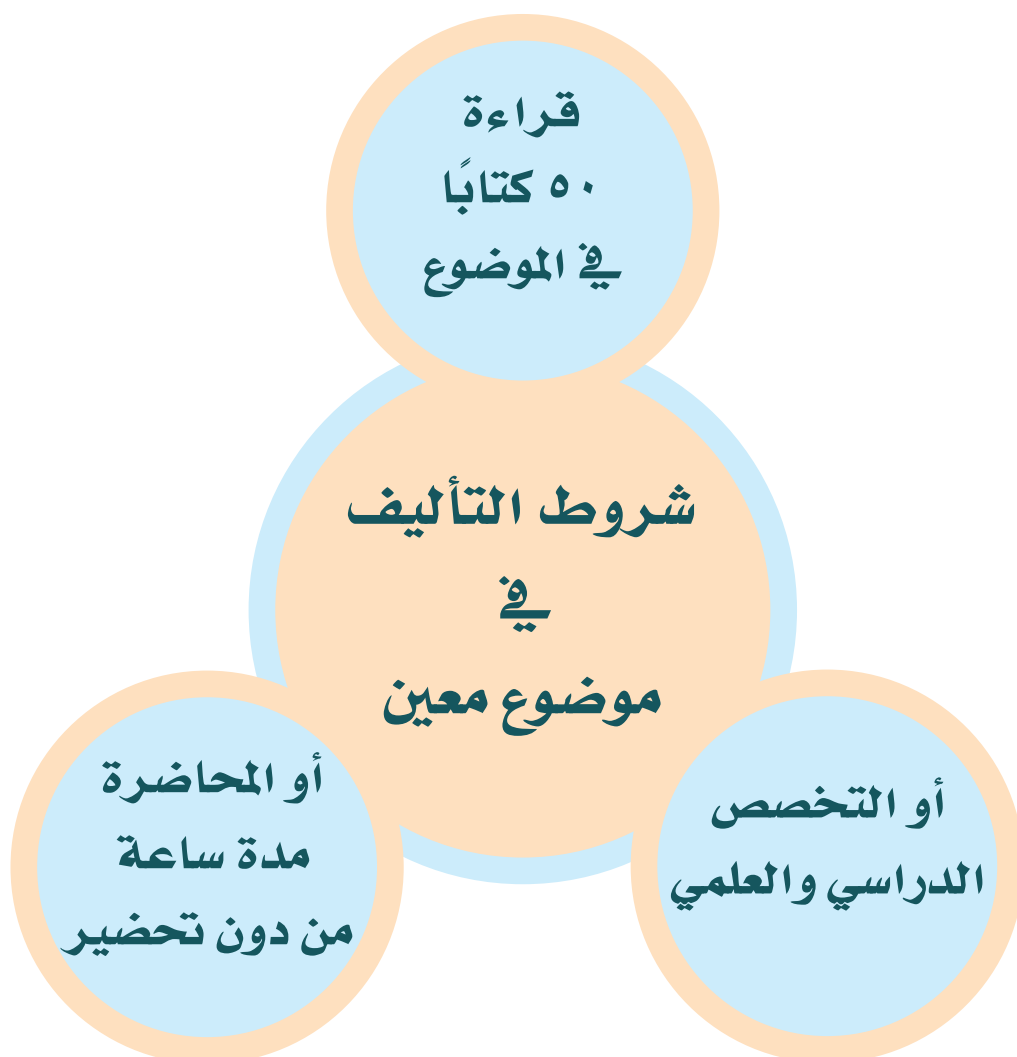 قراءة
٥٠ كتابًا
في الموضوع
شروط التأليف
في
موضوع معين
أو التخصص
الدراسي والعلمي
أو المحاضرة
مدة ساعة
من دون تحضير